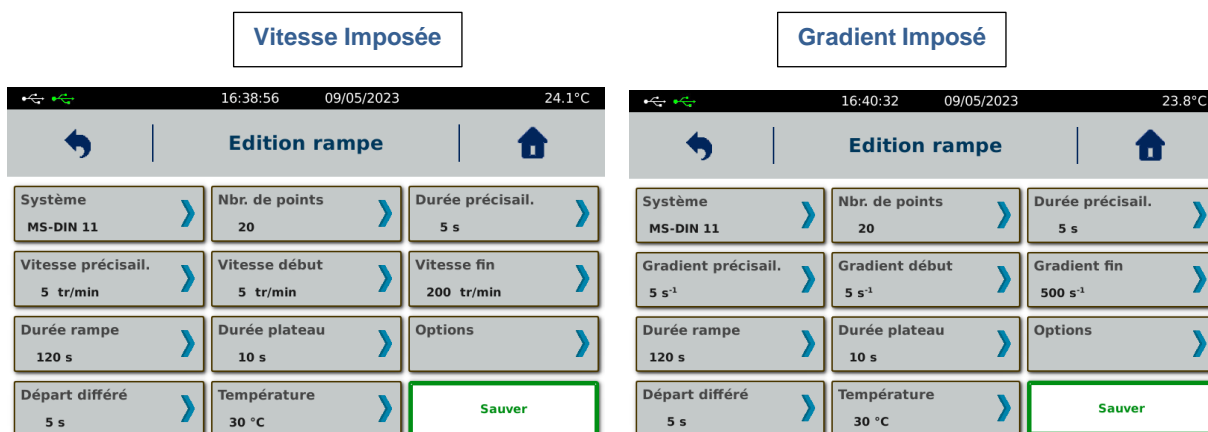 Vitesse Imposée
16:38:56 09/05/2023 24.1°C
Edition rampe
Système Nbr. de points Durée précisail.
MS-DIN 11 20 5 s
Vitesse précisail. Vitesse début Vitesse fin
5 tr/min 5 tr/min 200 tr/min
Durée rampe Durée plateau Options
120 s 10 s
Départ différé Température
5 s 30 °C Sauver
Gradient Imposé
16:40:32 09/05/2023 23.8°C
Edition rampe
Système Nbr. de points Durée précisail.
MS-DIN 11 20 5 s
Gradient précisail. Gradient début Gradient fin
5 s⁻¹ 5 s⁻¹ 500 s⁻¹
Durée rampe Durée plateau Options
120 s 10 s
Départ différé Température
5 s 30 °C Sauver